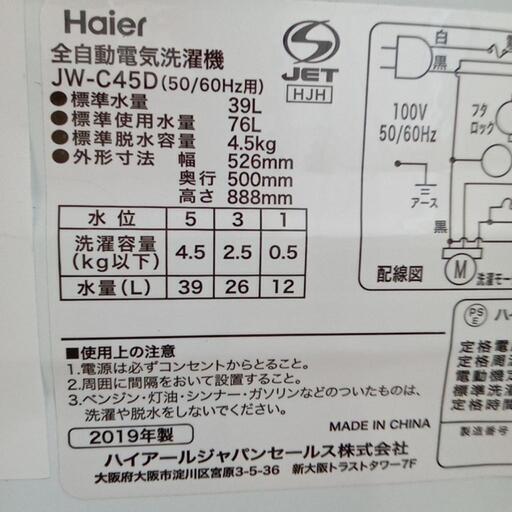 Haier
全自動電気洗濯機
JW-C45D(50/60Hz用)
●標準水量 39L
●標準使用水量 76L
●標準脱水容量 4.5kg
●外形寸法 幅 526mm
奥行 500mm
高さ 888mm
S
JET
HJH
白
黒
100V
50/60Hz
アース
フタ
ロック
黒
M
洗濯モー
配線図
水位 5 3 1
洗濯容量(kg以下) 4.5 2.5 0.5
水量(L) 39 26 12
■使用上の注意
1.電源は必ずコンセントからとること。
2.周囲に間隔をおいて設置すること。
3.ベンジン・灯油・シンナー・ガソリンなどのついたものは、
洗濯や脱水をしないでください。
2019年製
MADE IN CHINA
ハイアールジャパンセールス株式会社
大阪府大阪市淀川区宮原3-5-36 新大阪トラストタワー7F
PS
E
ハイ
定格電
定格周
電動機定
標準洗濯
定格時間
製造番号